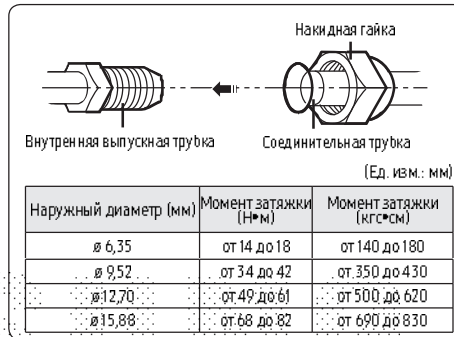 Накидная гайка
Внутренняя выпускная трубка
Соединительная трубка
(Ед. изм.: мм)
Наружный диаметр (мм) Момент затяжки (Н•м) Момент затяжки (кгс•см)
ø 6,35 от 14 до 18 от 140 до 180
ø 9,52 от 34 до 42 от 350 до 430
ø 12,70 от 49 до 61 от 500 до 620
ø 15,88 от 68 до 82 от 690 до 830